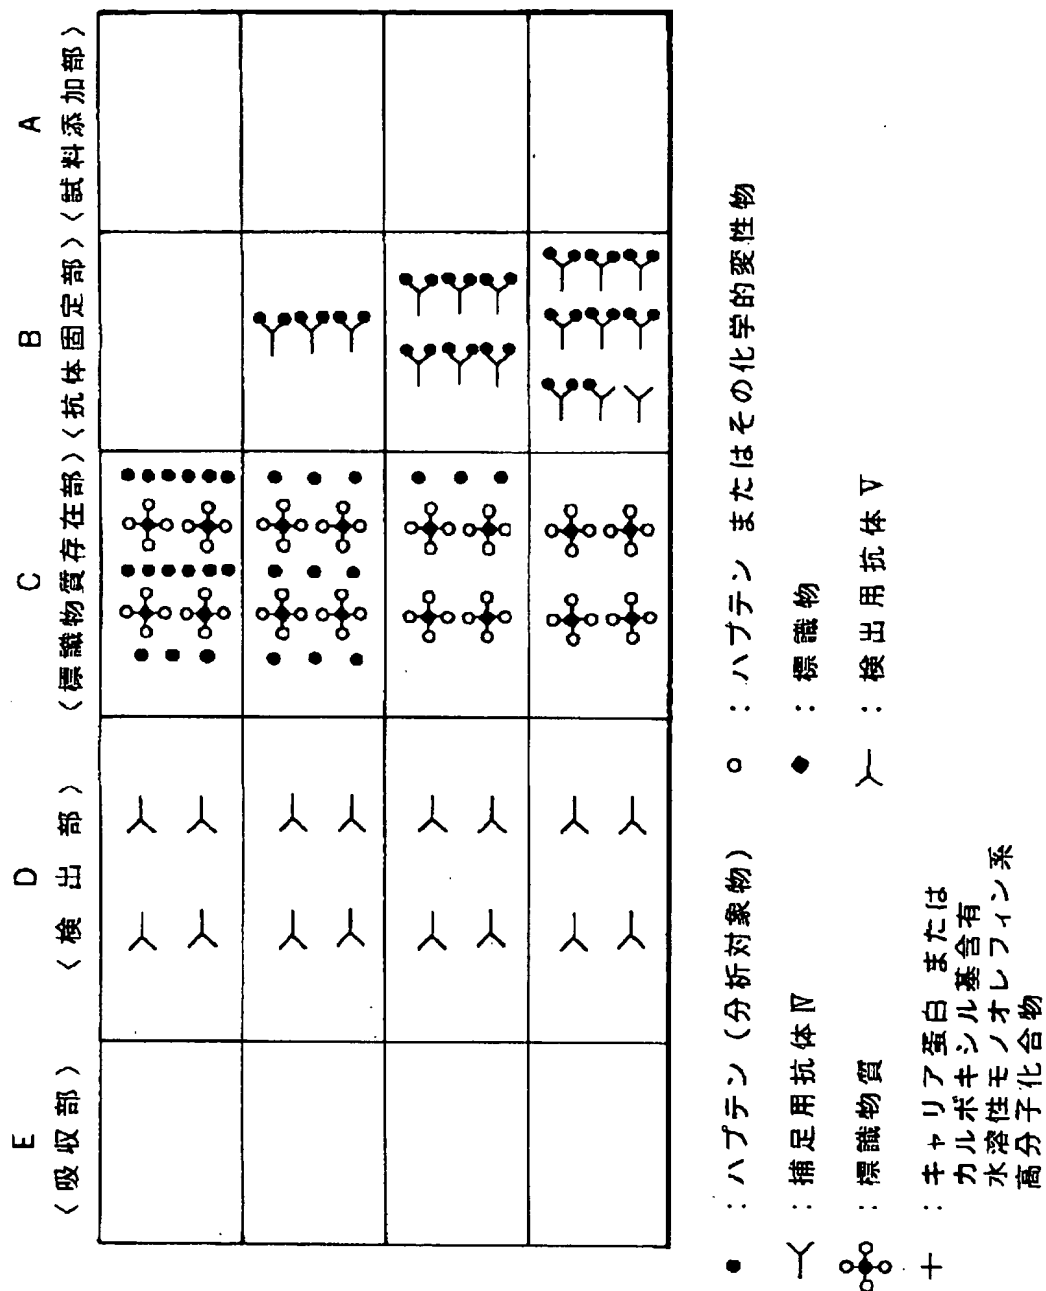 A
〈試料添加部〉
B
〈抗体固定部〉
C
〈標識物質存在部〉
D
〈検出部〉
E
〈吸収部〉
● : ハプテン (分析対象物)
: 捕足用抗体Ⅳ
: 標識物質
+ : キャリア蛋白 または
カルボキシル基含有
水溶性モノオレフィン系
高分子化合物
○ : ハプテン またはその化学的変性物
◆ : 標識物
: 検出用抗体Ⅴ